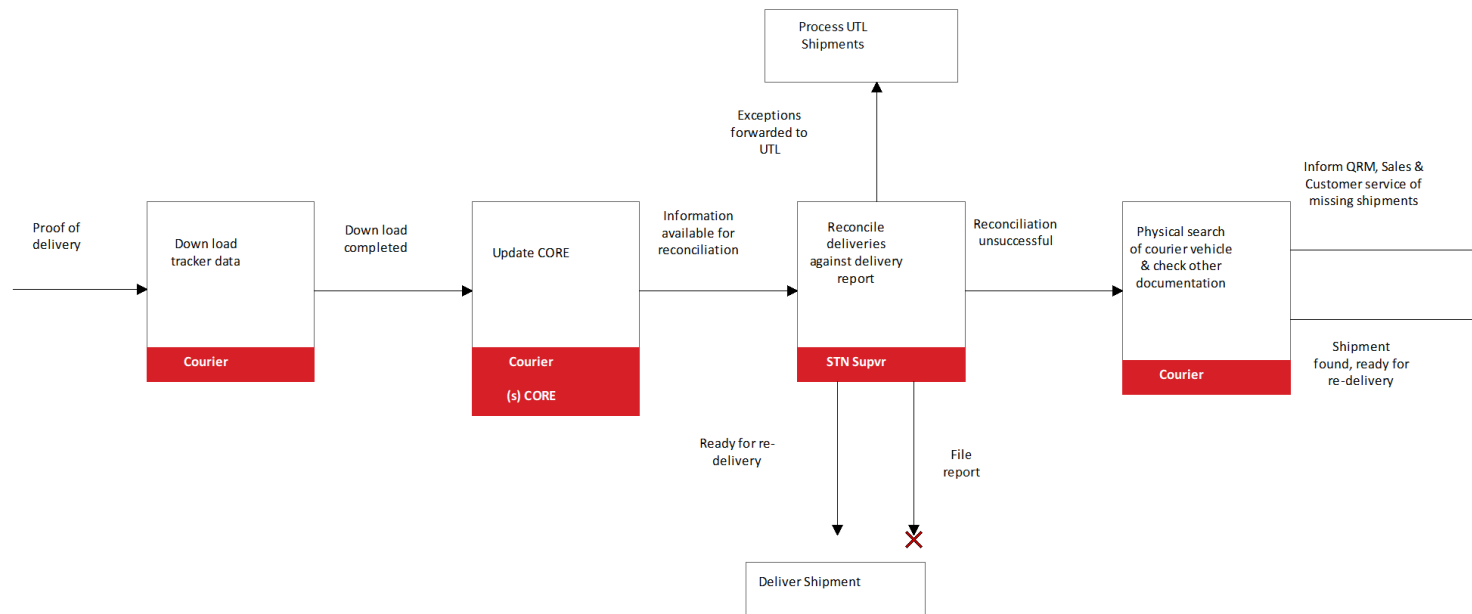 Process UTL
Shipments
Exceptions
forwarded to
UTL
Inform QRM, Sales &
Customer service of
missing shipments
Proof of
delivery
Down load
tracker data
Courier
Down load
completed
Update CORE
Courier
(s) CORE
Information
available for
reconciliation
Reconcile
deliveries
against delivery
report
STN Supvr
Reconciliation
unsuccessful
Physical search
of courier vehicle
& check other
documentation
Courier
Shipment
found, ready for
re-delivery
Ready for re-
delivery
File
report
Deliver Shipment